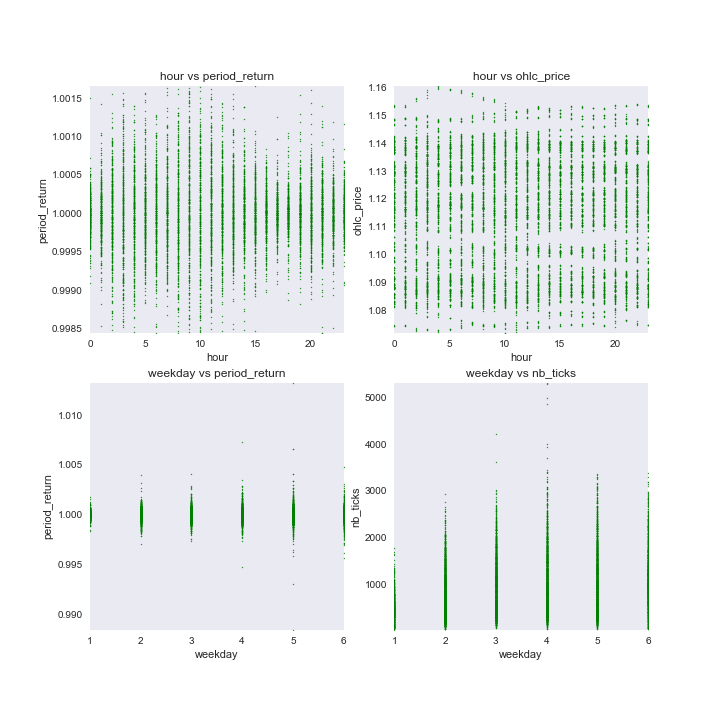 hour vs period_return
1.0015
1.0010
1.0005
1.0000
0.9995
0.9990
0.9985
period_return
0 5 10 15 20
hour
hour vs ohlc_price
1.16
1.15
1.14
1.13
1.12
1.11
1.10
1.09
1.08
ohlc_price
0 5 10 15 20
hour
weekday vs period_return
1.010
1.005
1.000
0.995
0.990
period_return
1 2 3 4 5 6
weekday
weekday vs nb_ticks
5000
4000
3000
2000
1000
nb_ticks
1 2 3 4 5 6
weekday